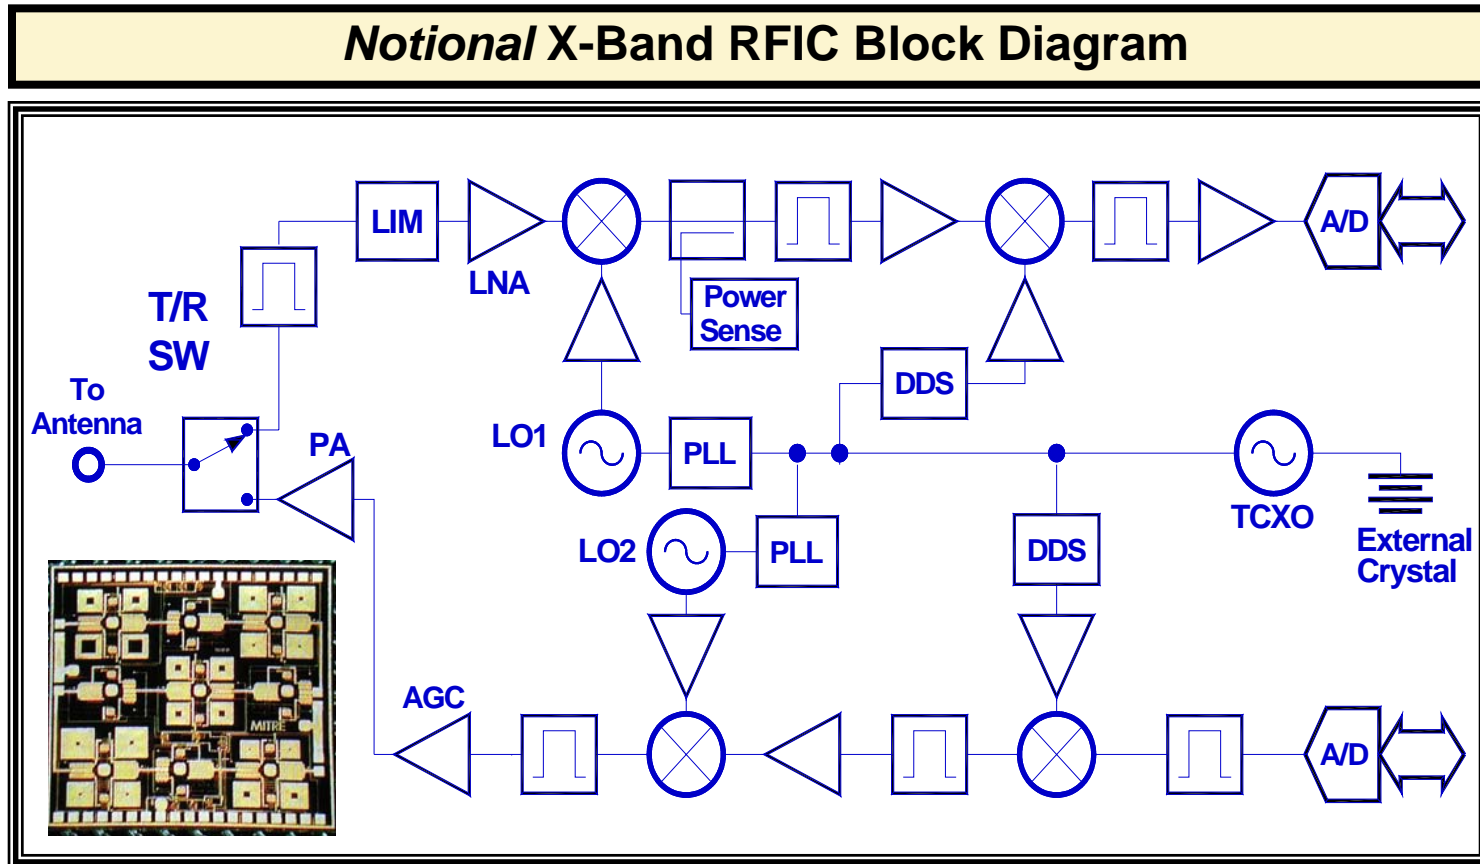 Notional X-Band RFIC Block Diagram
LIM
LNA
Power
Sense
A/D
T/R
SW
DDS
To
Antenna
PA
LO1
PLL
TCXO
External
Crystal
LO2
PLL
DDS
MITRE
AGC
A/D